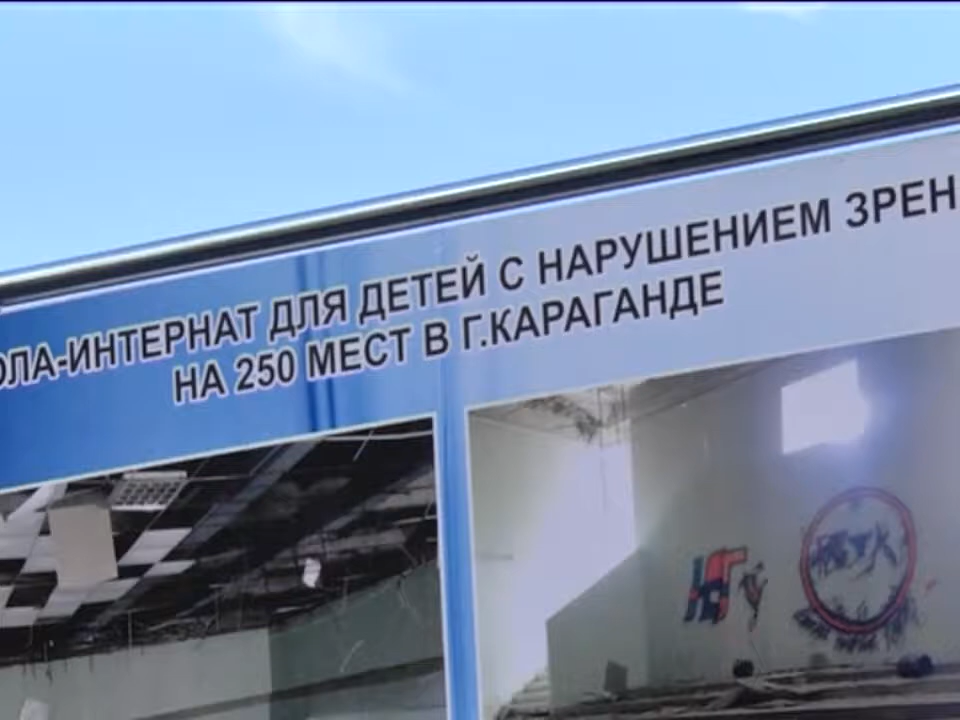 ОЛА-ИНТЕРНАТ ДЛЯ ДЕТЕЙ С НАРУШЕНИЕМ ЗРЕН
НА 250 МЕСТ В Г.КАРАГАНДЕ